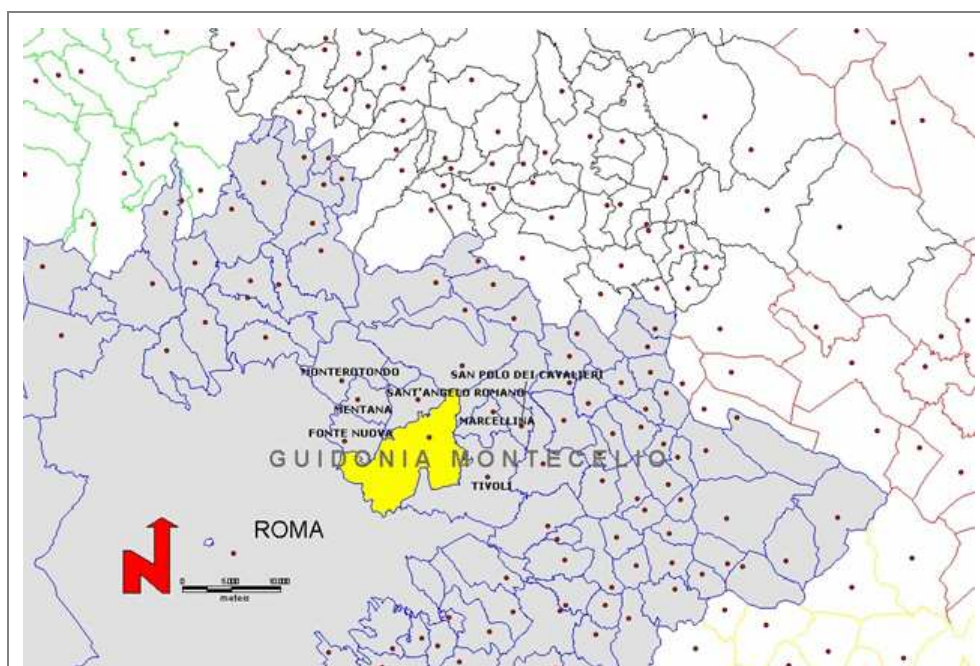 MONTEROTONDO
SAN POLO DEI CAVALIERI
SANT'ANGELO ROMANO
MENTANA
MARCELLINA
FONTE NUOVA
GUIDONIA MONTECELIO
TIVOLI
ROMA
0 5.000 10.000
meters